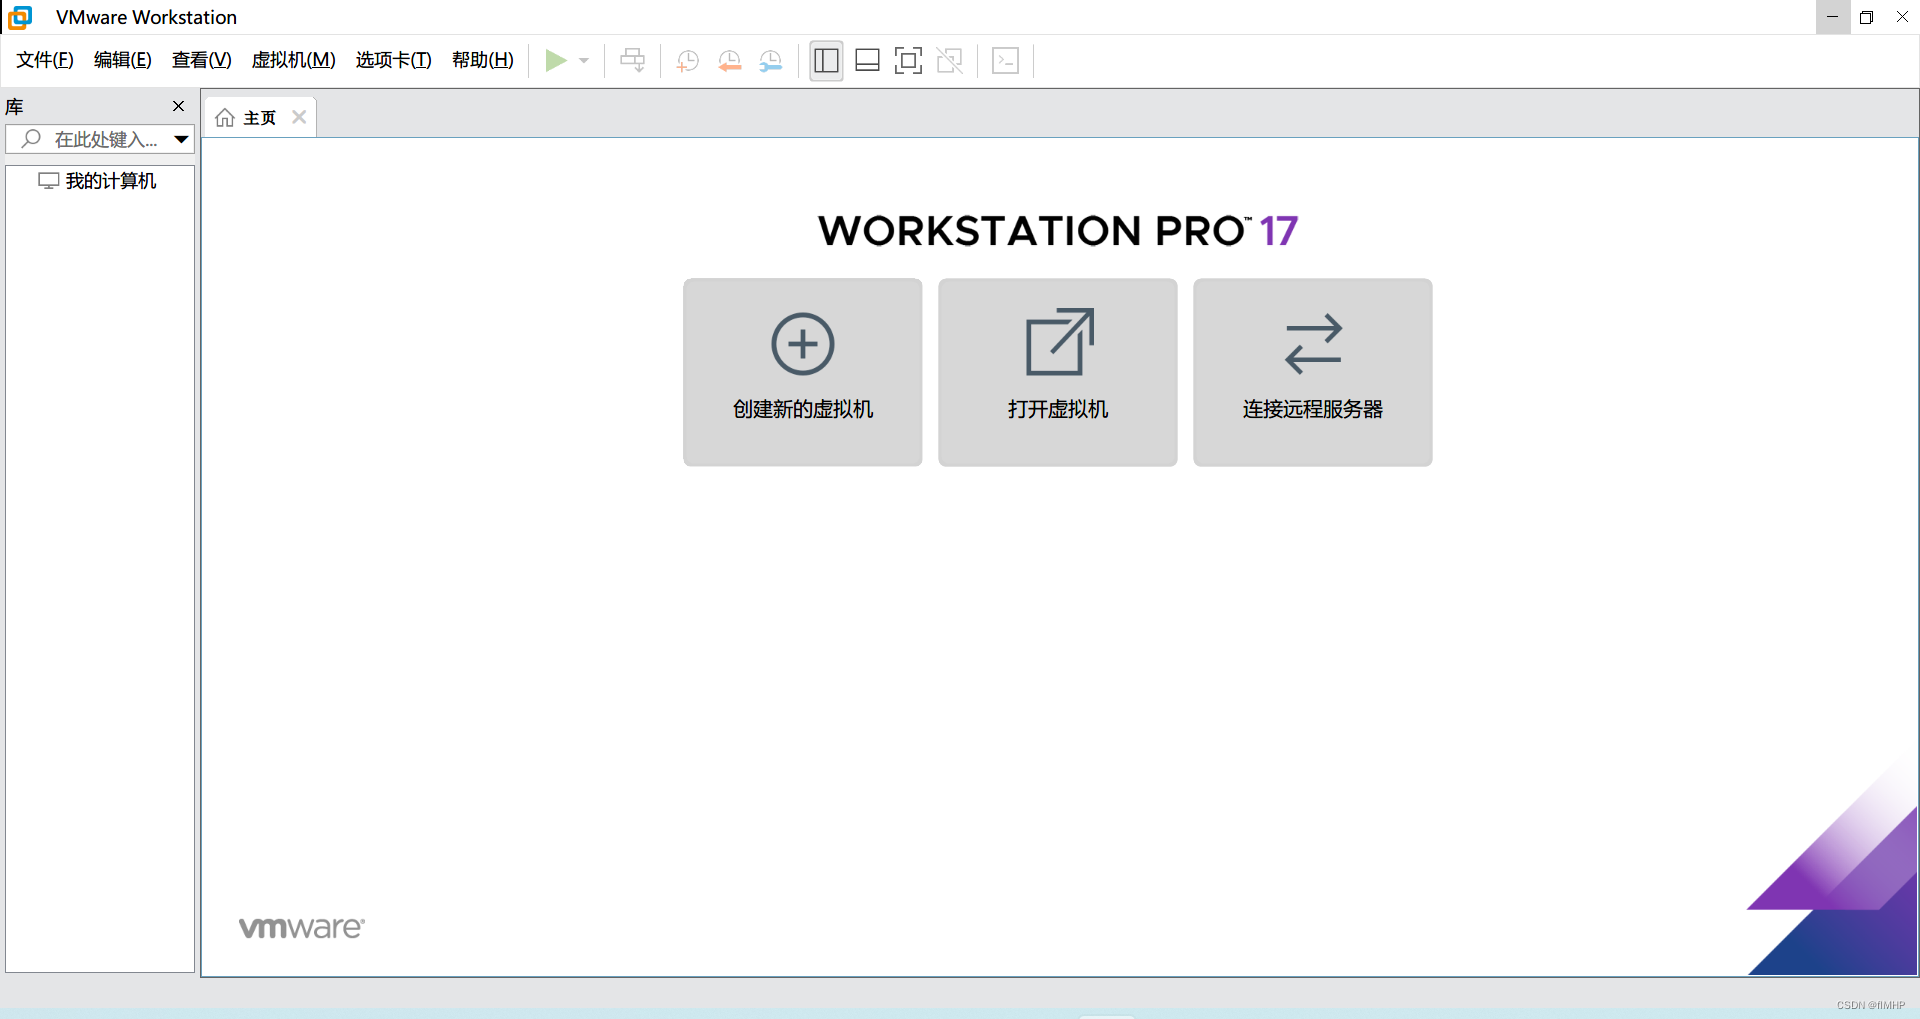 VMware Workstation
文件(F) 编辑(E) 查看(V) 虚拟机(M) 选项卡(T) 帮助(H)
库
在此处键入...
我的计算机
主页
WORKSTATION PRO™ 17
创建新的虚拟机 打开虚拟机 连接远程服务器
vmware®
CSDN @flMHP